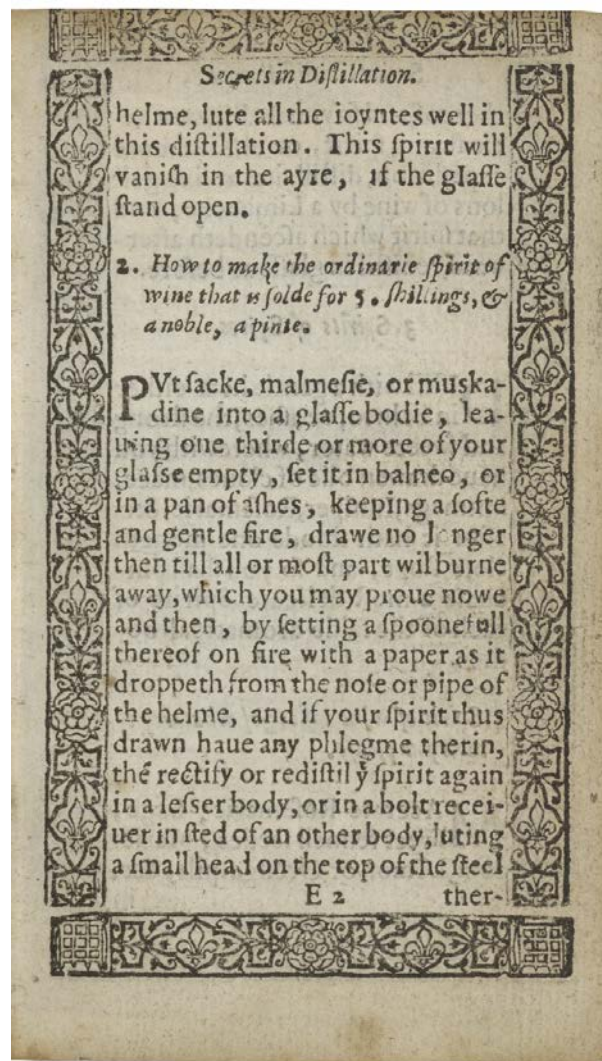 Secrets in Diſtillation.
helme, lute all the ioyntes well in
this diſtillation. This ſpirit will
vaniſh in the ayre, if the glaſſe
ſtand open.
2. How to make the ordinarie ſpirit of
wine that is ſolde for 5. ſhillings, &
a noble, a pinte.
PVt ſacke, malmeſie, or muska-
dine into a glaſſe bodie, lea-
uing one thirde or more of your
glaſse empty, ſet it in balneo, or
in a pan of aſhes, keeping a ſofte
and gentle fire, drawe no longer
then till all or moſt part wil burne
away, which you may proue nowe
and then, by ſetting a ſpoonefull
thereof on fire with a paper as it
droppeth from the noſe or pipe of
the helme, and if your ſpirit thus
drawn haue any phlegme therin,
thē rectify or rediſtil yͤ ſpirit again
in a leſser body, or in a bolt recei-
uer in ſted of an other body, luting
a ſmall head on the top of the ſteel
E 2 ther-